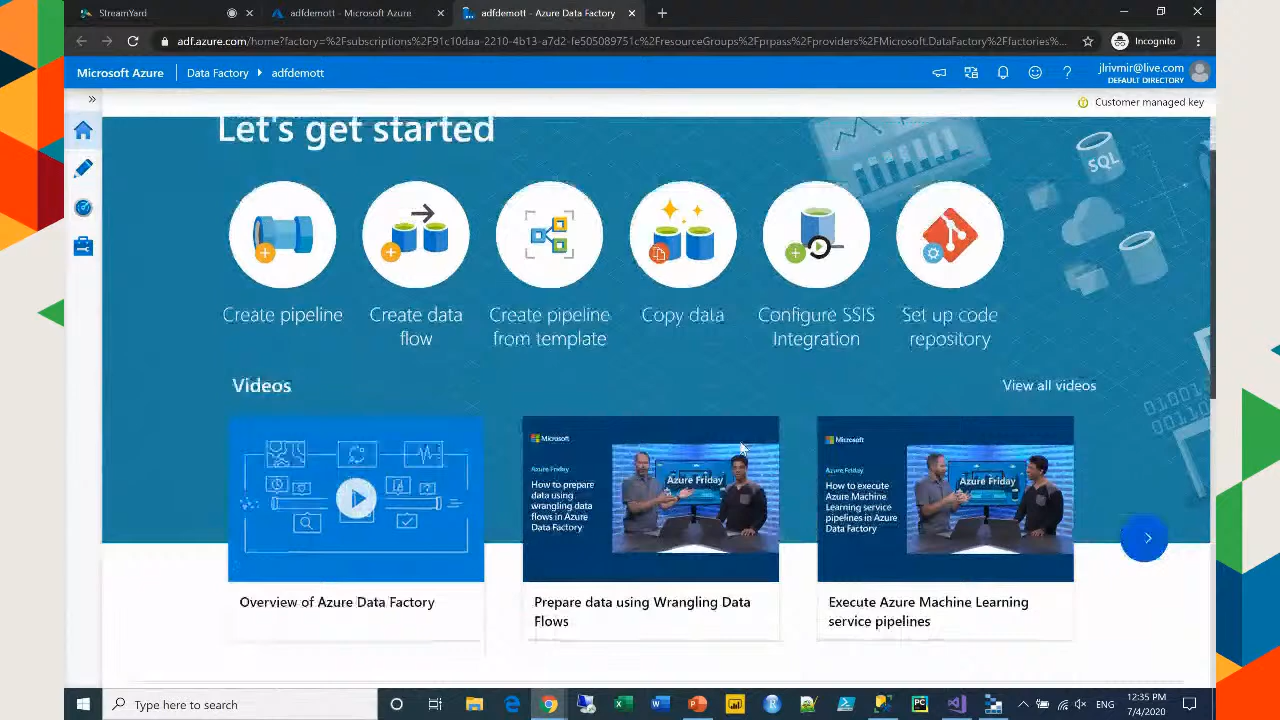 StreamYard
adfdemott - Microsoft Azure
adfdemott - Azure Data Factory
adf.azure.com/home?factory=%2Fsubscriptions%2F91c10daa-2210-4b13-a7d2-fe505089751c%2FresourceGroups%2Fprpass%2Fproviders%2FMicrosoft.DataFactory%2Ffactories%...
Incognito
Microsoft Azure
Data Factory
adfdemott
jlrivmir@live.com
DEFAULT DIRECTORY
Customer managed key
Let's get started
SQL
Create pipeline
Create data
flow
Create pipeline
from template
Copy data
Configure SSIS
Integration
Set up code
repository
Videos
View all videos
Microsoft
Azure Friday
How to prepare
data using
wrangling data
flows in Azure
Data Factory
Azure Friday
Microsoft
Azure Friday
How to execute
Azure Machine
Learning service
pipelines in Azure
Data Factory
Azure Friday
Overview of Azure Data Factory
Prepare data using Wrangling Data
Flows
Execute Azure Machine Learning
service pipelines
Type here to search
ENG
12:35 PM
7/4/2020